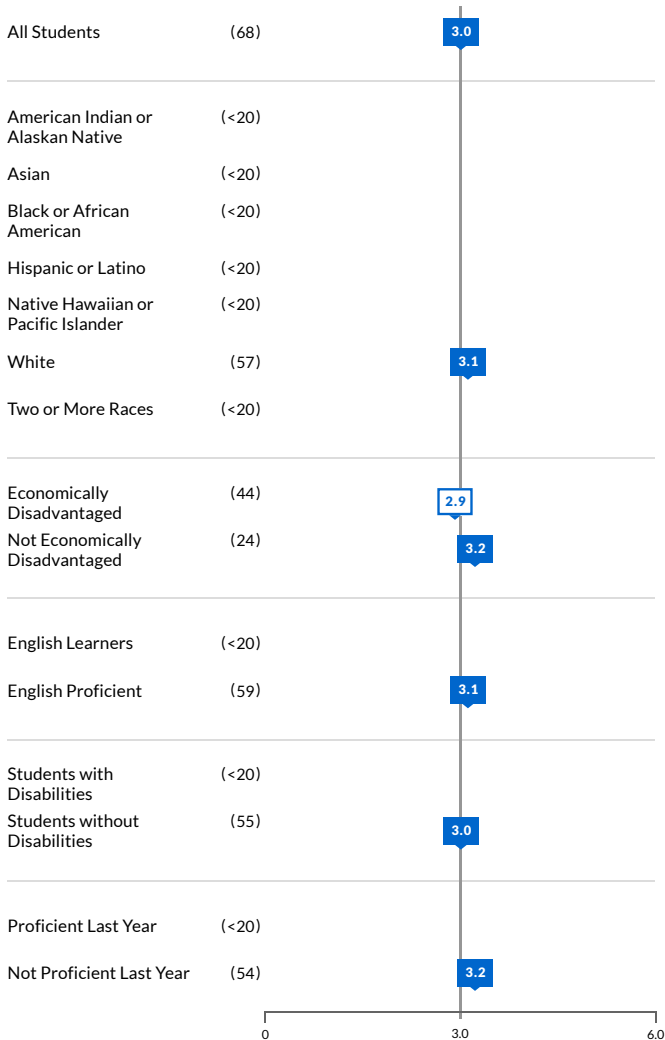 All Students (68) 3.0
American Indian or (<20)
Alaskan Native
Asian (<20)
Black or African (<20)
American
Hispanic or Latino (<20)
Native Hawaiian or (<20)
Pacific Islander
White (57) 3.1
Two or More Races (<20)
Economically (44) 2.9
Disadvantaged
Not Economically (24) 3.2
Disadvantaged
English Learners (<20)
English Proficient (59) 3.1
Students with (<20)
Disabilities
Students without (55) 3.0
Disabilities
Proficient Last Year (<20)
Not Proficient Last Year (54) 3.2
0 3.0 6.0